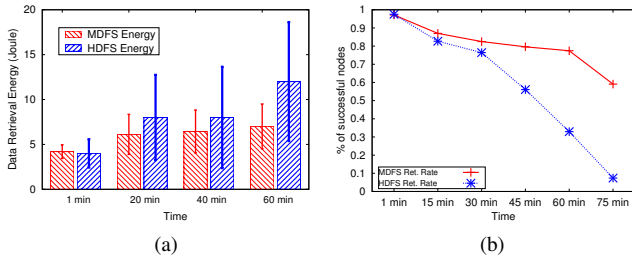 Data Retrieval Energy (Joule)
20
15
10
5
0
MDFS Energy
HDFS Energy
1 min 20 min 40 min 60 min
Time
(a)
% of successful nodes
1
0.9
0.8
0.7
0.6
0.5
0.4
0.3
0.2
0.1
0
MDFS Ret. Rate
HDFS Ret. Rate
1 min 15 min 30 min 45 min 60 min 75 min
Time
(b)